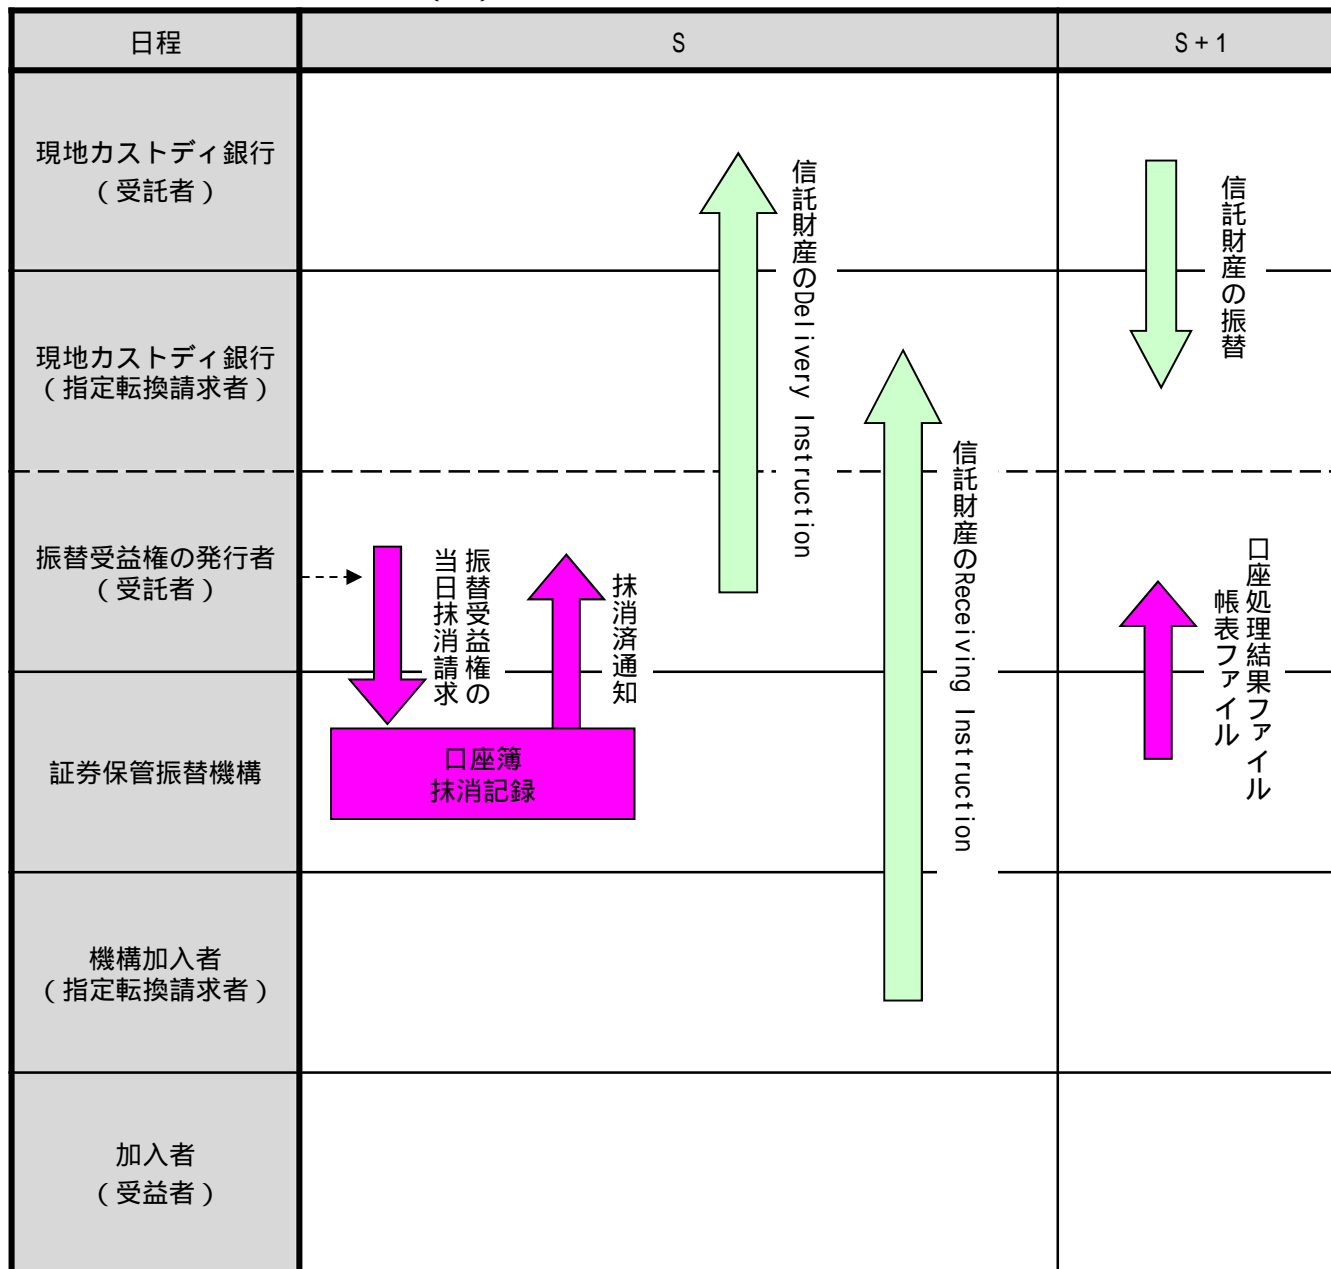 日程
S
S+1
現地カストディ銀行
(受託者)
信託財産のDelivery Instruction
信託財産の振替
現地カストディ銀行
(指定転換請求者)
信託財産のReceiving Instruction
振替受益権の発行者
(受託者)
振替受益権の
当日抹消請求
抹消済通知
口座処理結果ファイル
帳表ファイル
証券保管振替機構
口座簿
抹消記録
機構加入者
(指定転換請求者)
加入者
(受益者)